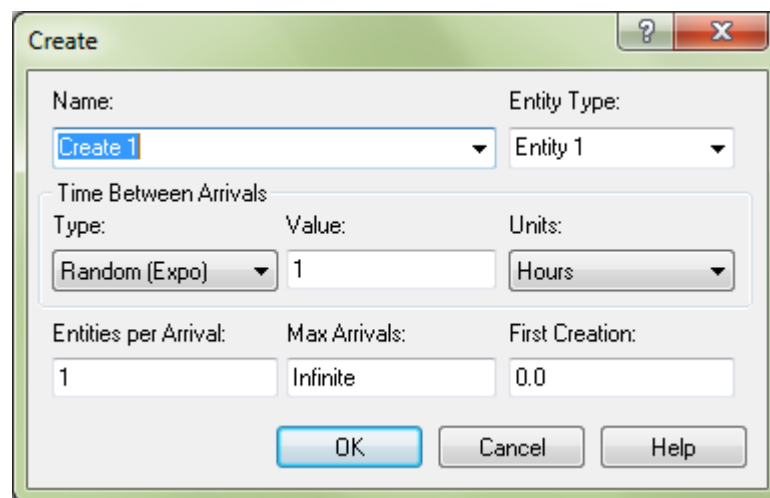 Create
Name: Entity Type:
Create 1 Entity 1
Time Between Arrivals
Type: Value: Units:
Random (Expo) 1 Hours
Entities per Arrival: Max Arrivals: First Creation:
1 Infinite 0.0
OK Cancel Help